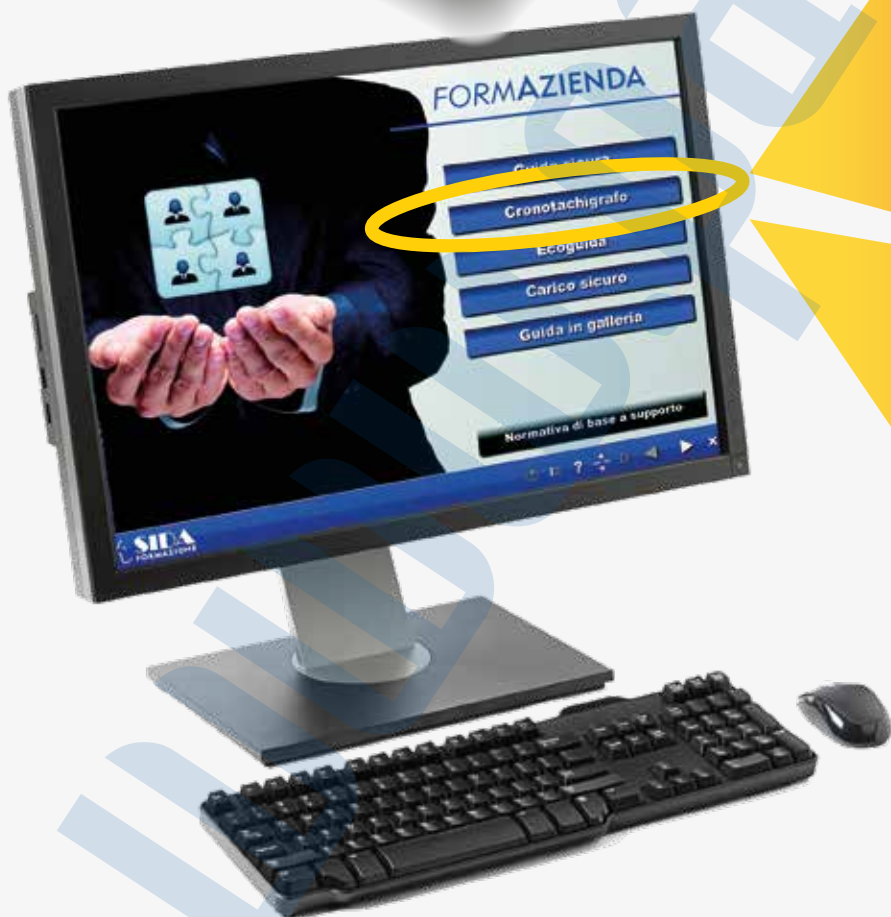 FORMAZIENDA
Guida sicura
Cronotachigrafo
Ecoguida
Carico sicuro
Guida in galleria
Normativa di base a supporto
?
SIDA
FORMAZIONE